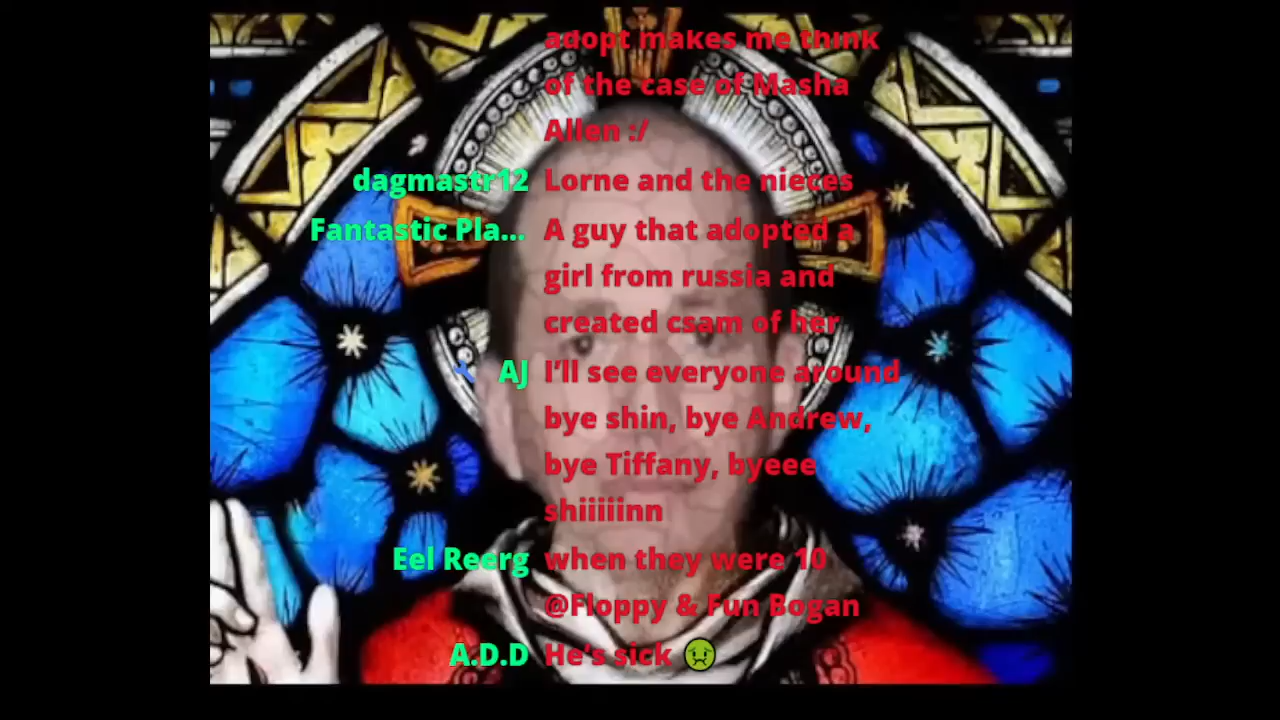 adopt makes me think
of the case of Masha
Allen :/
dagmastr12 Lorne and the nieces
Fantastic Pla... A guy that adopted a
girl from russia and
created csam of her
AJ I'll see everyone around
bye shin, bye Andrew,
bye Tiffany, byeee
shiiiiinn
Eel Reerg when they were 10
@Floppy & Fun Bogan
A.D.D He's sick 🤢